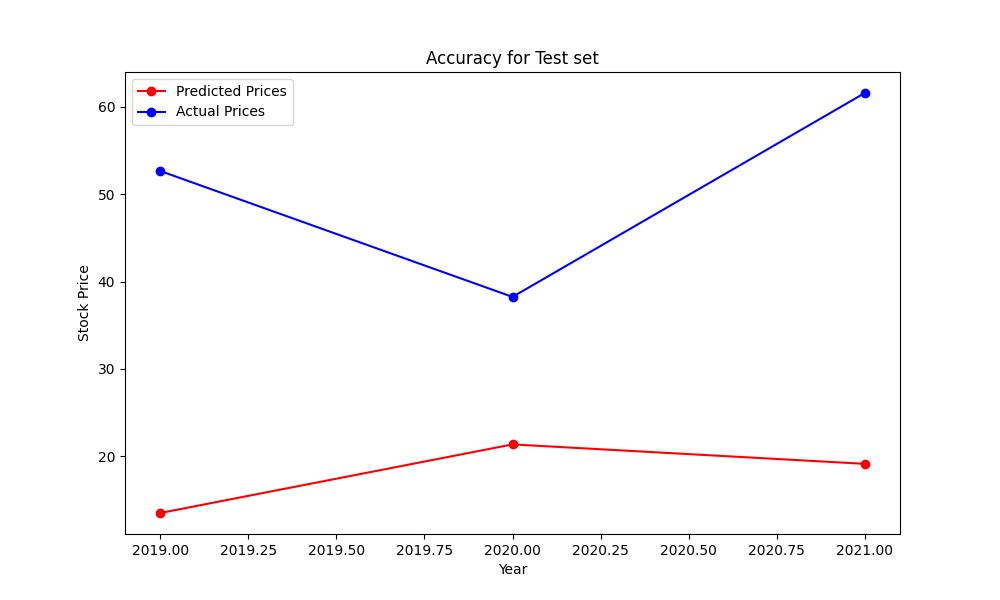 Accuracy for Test set
Predicted Prices
Actual Prices
60
50
40
30
20
Stock Price
2019.00 2019.25 2019.50 2019.75 2020.00 2020.25 2020.50 2020.75 2021.00
Year